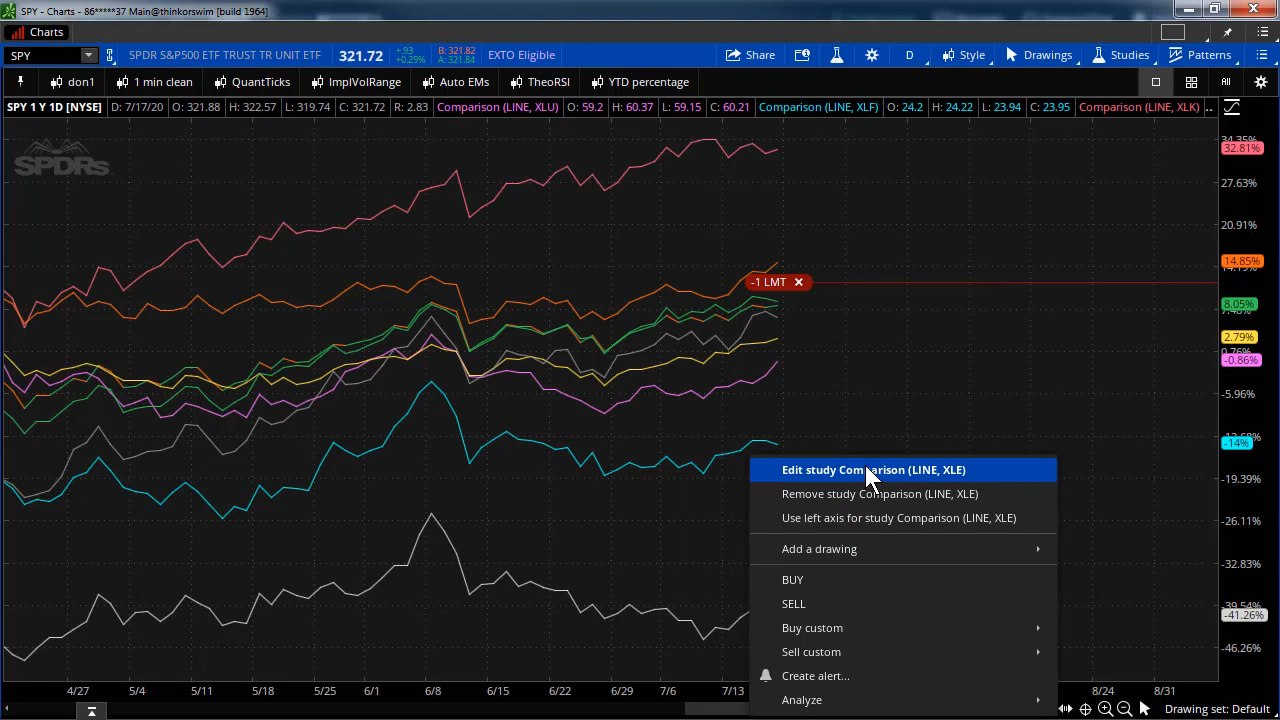 SPY - Charts - 86*****37 Main@thinkorswim [build 1964]
Charts
SPY SPDR S&P500 ETF TRUST TR UNIT ETF 321.72 +.93 +0.29% B: 321.82 A: 321.84 EXTO Eligible Share D Style Drawings Studies Patterns
don1 1 min clean QuantTicks ImplVolRange Auto EMs TheoRSI YTD percentage All
SPY 1 Y 1D [NYSE] D: 7/17/20 O: 321.88 H: 322.57 L: 319.74 C: 321.72 R: 2.83 Comparison (LINE, XLU) O: 59.2 H: 60.37 L: 59.15 C: 60.21 Comparison (LINE, XLF) O: 24.2 H: 24.22 L: 23.94 C: 23.95 Comparison (LINE, XLK) ..
SPDRs
34.35%
32.81%
27.63%
20.91%
14.85%
-1 LMT ×
8.05%
2.79%
0.76%
-0.86%
-5.96%
-14%
Edit study Comparison (LINE, XLE)
-19.39%
Remove study Comparison (LINE, XLE)
Use left axis for study Comparison (LINE, XLE)
-26.11%
Add a drawing
-32.83%
BUY
SELL
-39.54%
-41.26%
Buy custom
-46.26%
Sell custom
Create alert...
4/27 5/4 5/11 5/18 5/25 6/1 6/8 6/15 6/22 6/29 7/6 7/13 8/24 8/31
Analyze
Drawing set: Default